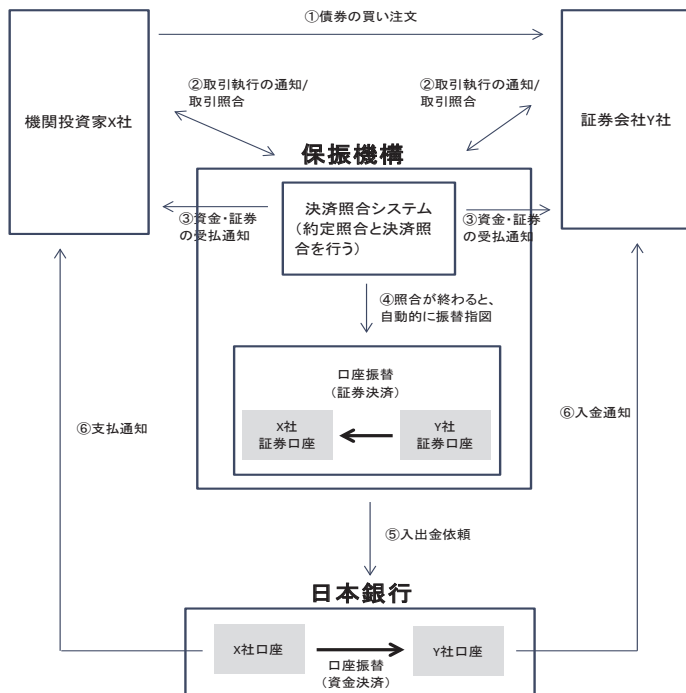 ①債券の買い注文
機関投資家X社
②取引執行の通知/
取引照合
②取引執行の通知/
取引照合
証券会社Y社
保振機構
決済照合システム
(約定照合と決済照
合を行う)
③資金・証券
の受払通知
③資金・証券
の受払通知
④照合が終わると、
自動的に振替指図
口座振替
(証券決済)
X社
証券口座
Y社
証券口座
⑥支払通知
⑥入金通知
⑤入出金依頼
日本銀行
X社口座
Y社口座
口座振替
(資金決済)